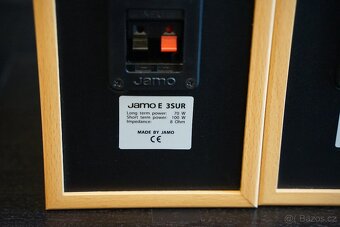 Jamo
Jamo E 3SUR
Long term power: 70 W
Short term power: 100 W
Impedance: 8 Ohm
MADE BY JAMO
CE
Bazos.cz